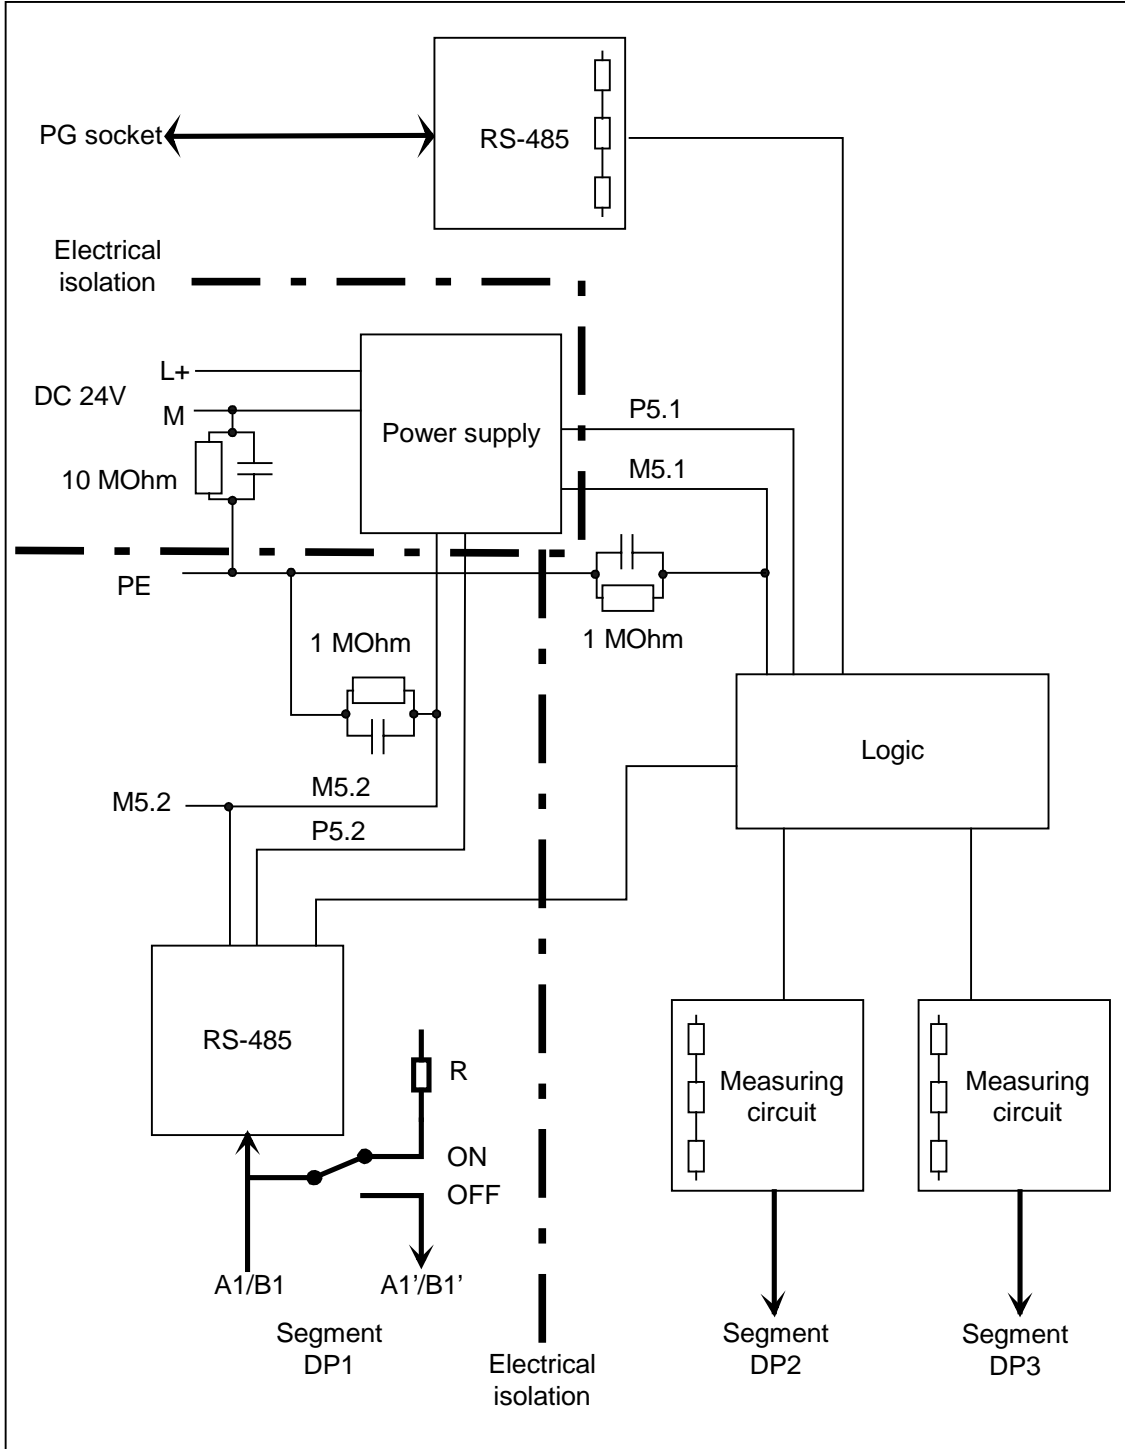 PG socket
RS-485
Electrical
isolation
L+
DC 24V
M
Power supply
P5.1
10 MOhm
M5.1
PE
1 MOhm
1 MOhm
Logic
M5.2
M5.2
P5.2
RS-485
R
Measuring
circuit
Measuring
circuit
ON
OFF
A1/B1
A1’/B1’
Segment
DP1
Electrical
isolation
Segment
DP2
Segment
DP3